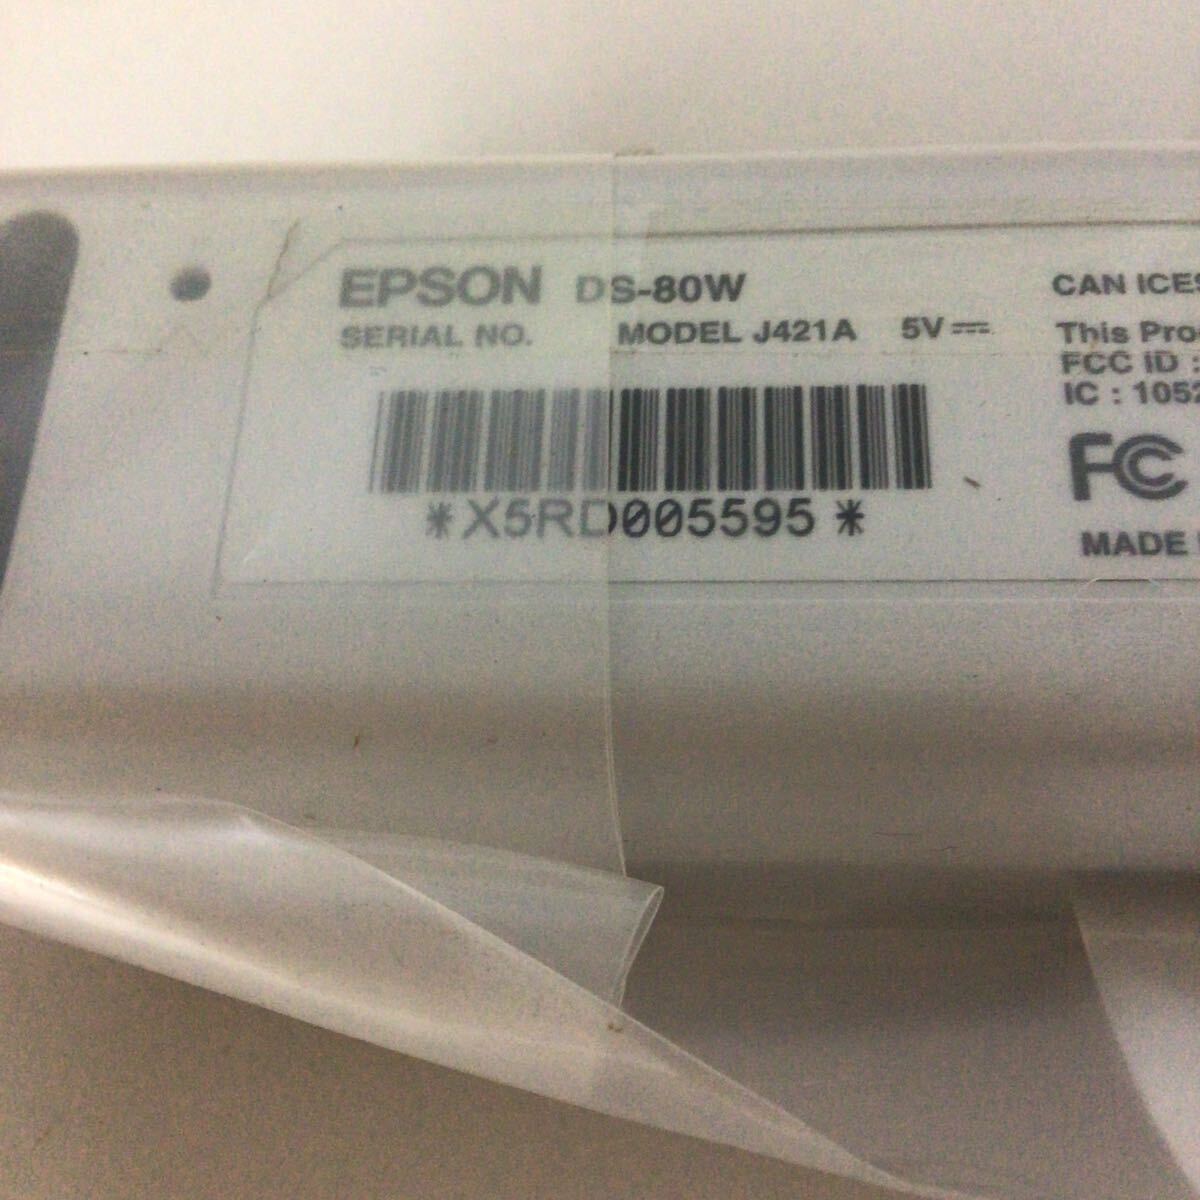 EPSON DS-80W
SERIAL NO. MODEL J421A 5V⎓
*X5RD005595*
CAN ICES
This Pro
FCC ID :
IC : 1052
FC
MADE